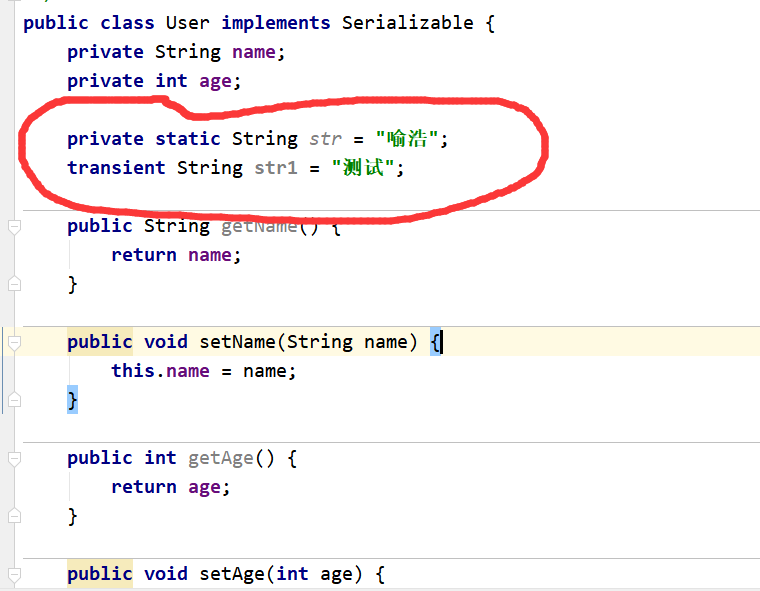 public class User implements Serializable {
private String name;
private int age;
private static String str = "喻浩";
transient String str1 = "测试";
public String getName() {
return name;
}
public void setName(String name) {
this.name = name;
}
public int getAge() {
return age;
}
public void setAge(int age) {